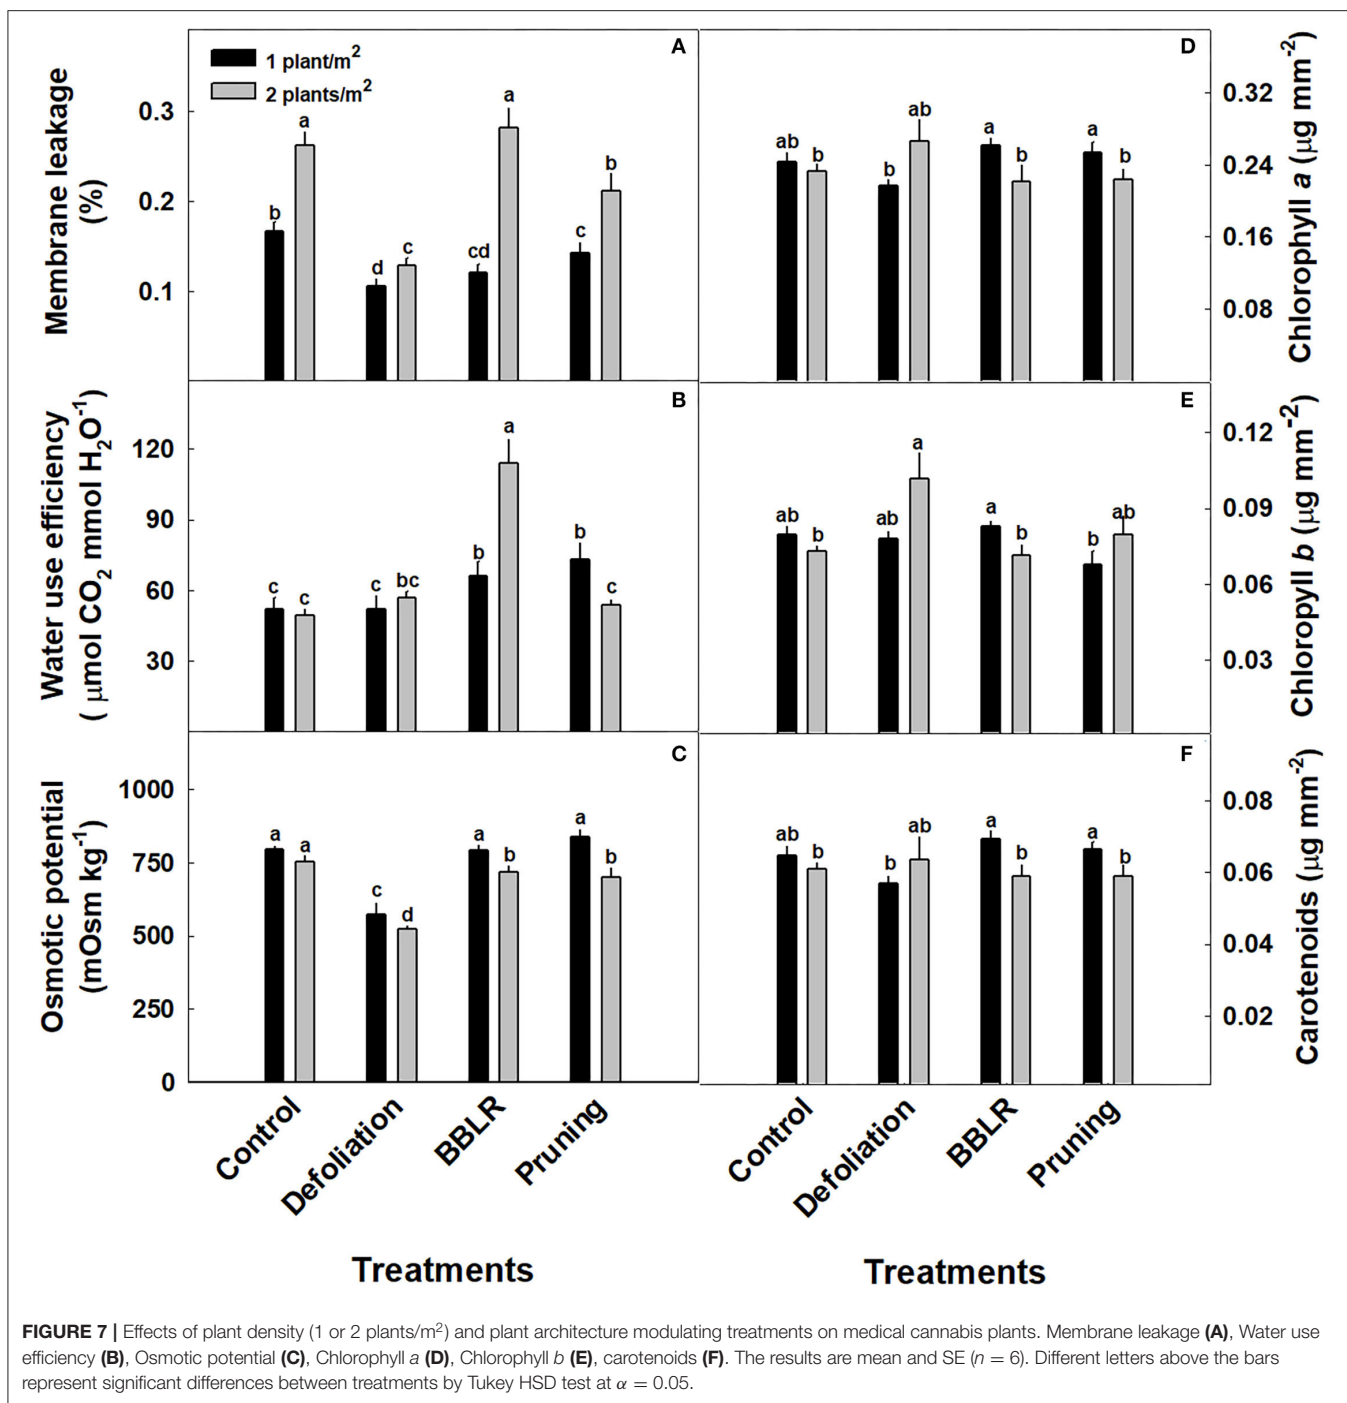 A
1 plant/m²
2 plants/m²
Membrane leakage
(%)
0.3
0.2
0.1
b
a
d
c
cd
a
c
b
D
Chlorophyll a (µg mm⁻²)
0.32
0.24
0.16
0.08
ab
b
b
ab
a
b
a
b
B
Water use efficiency
( µmol CO₂ mmol H₂O⁻¹)
120
90
60
30
c
c
c
bc
b
a
b
c
E
Chloropyll b (µg mm⁻²)
0.12
0.09
0.06
0.03
ab
b
ab
a
a
b
b
ab
C
Osmotic potential
(mOsm kg⁻¹)
1000
750
500
250
0
a
a
c
d
a
b
a
b
F
Carotenoids (µg mm⁻²)
0.08
0.06
0.04
0.02
ab
b
b
ab
a
b
a
b
Control
Defoliation
BBLR
Pruning
Treatments
Control
Defoliation
BBLR
Pruning
Treatments
FIGURE 7 | Effects of plant density (1 or 2 plants/m²) and plant architecture modulating treatments on medical cannabis plants. Membrane leakage (A), Water use
efficiency (B), Osmotic potential (C), Chlorophyll a (D), Chlorophyll b (E), carotenoids (F). The results are mean and SE (n = 6). Different letters above the bars
represent significant differences between treatments by Tukey HSD test at α = 0.05.